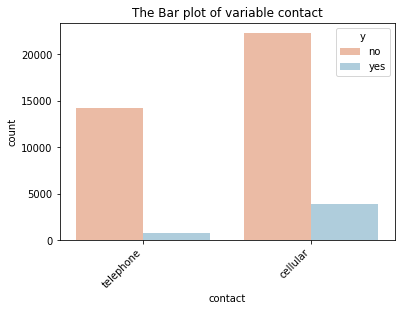 The Bar plot of variable contact
y
no
yes
20000
15000
10000
5000
0
count
telephone
cellular
contact